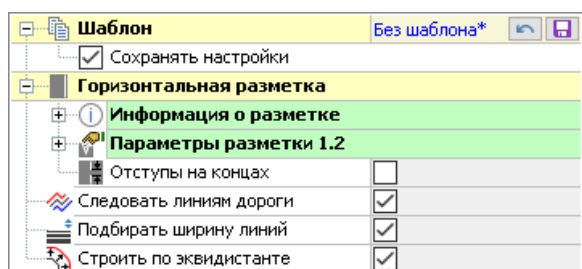 Шаблон Без шаблона*
Сохранять настройки
Горизонтальная разметка
Информация о разметке
Параметры разметки 1.2
Отступы на концах
Следовать линиям дороги
Подбирать ширину линий
Строить по эквидистанте